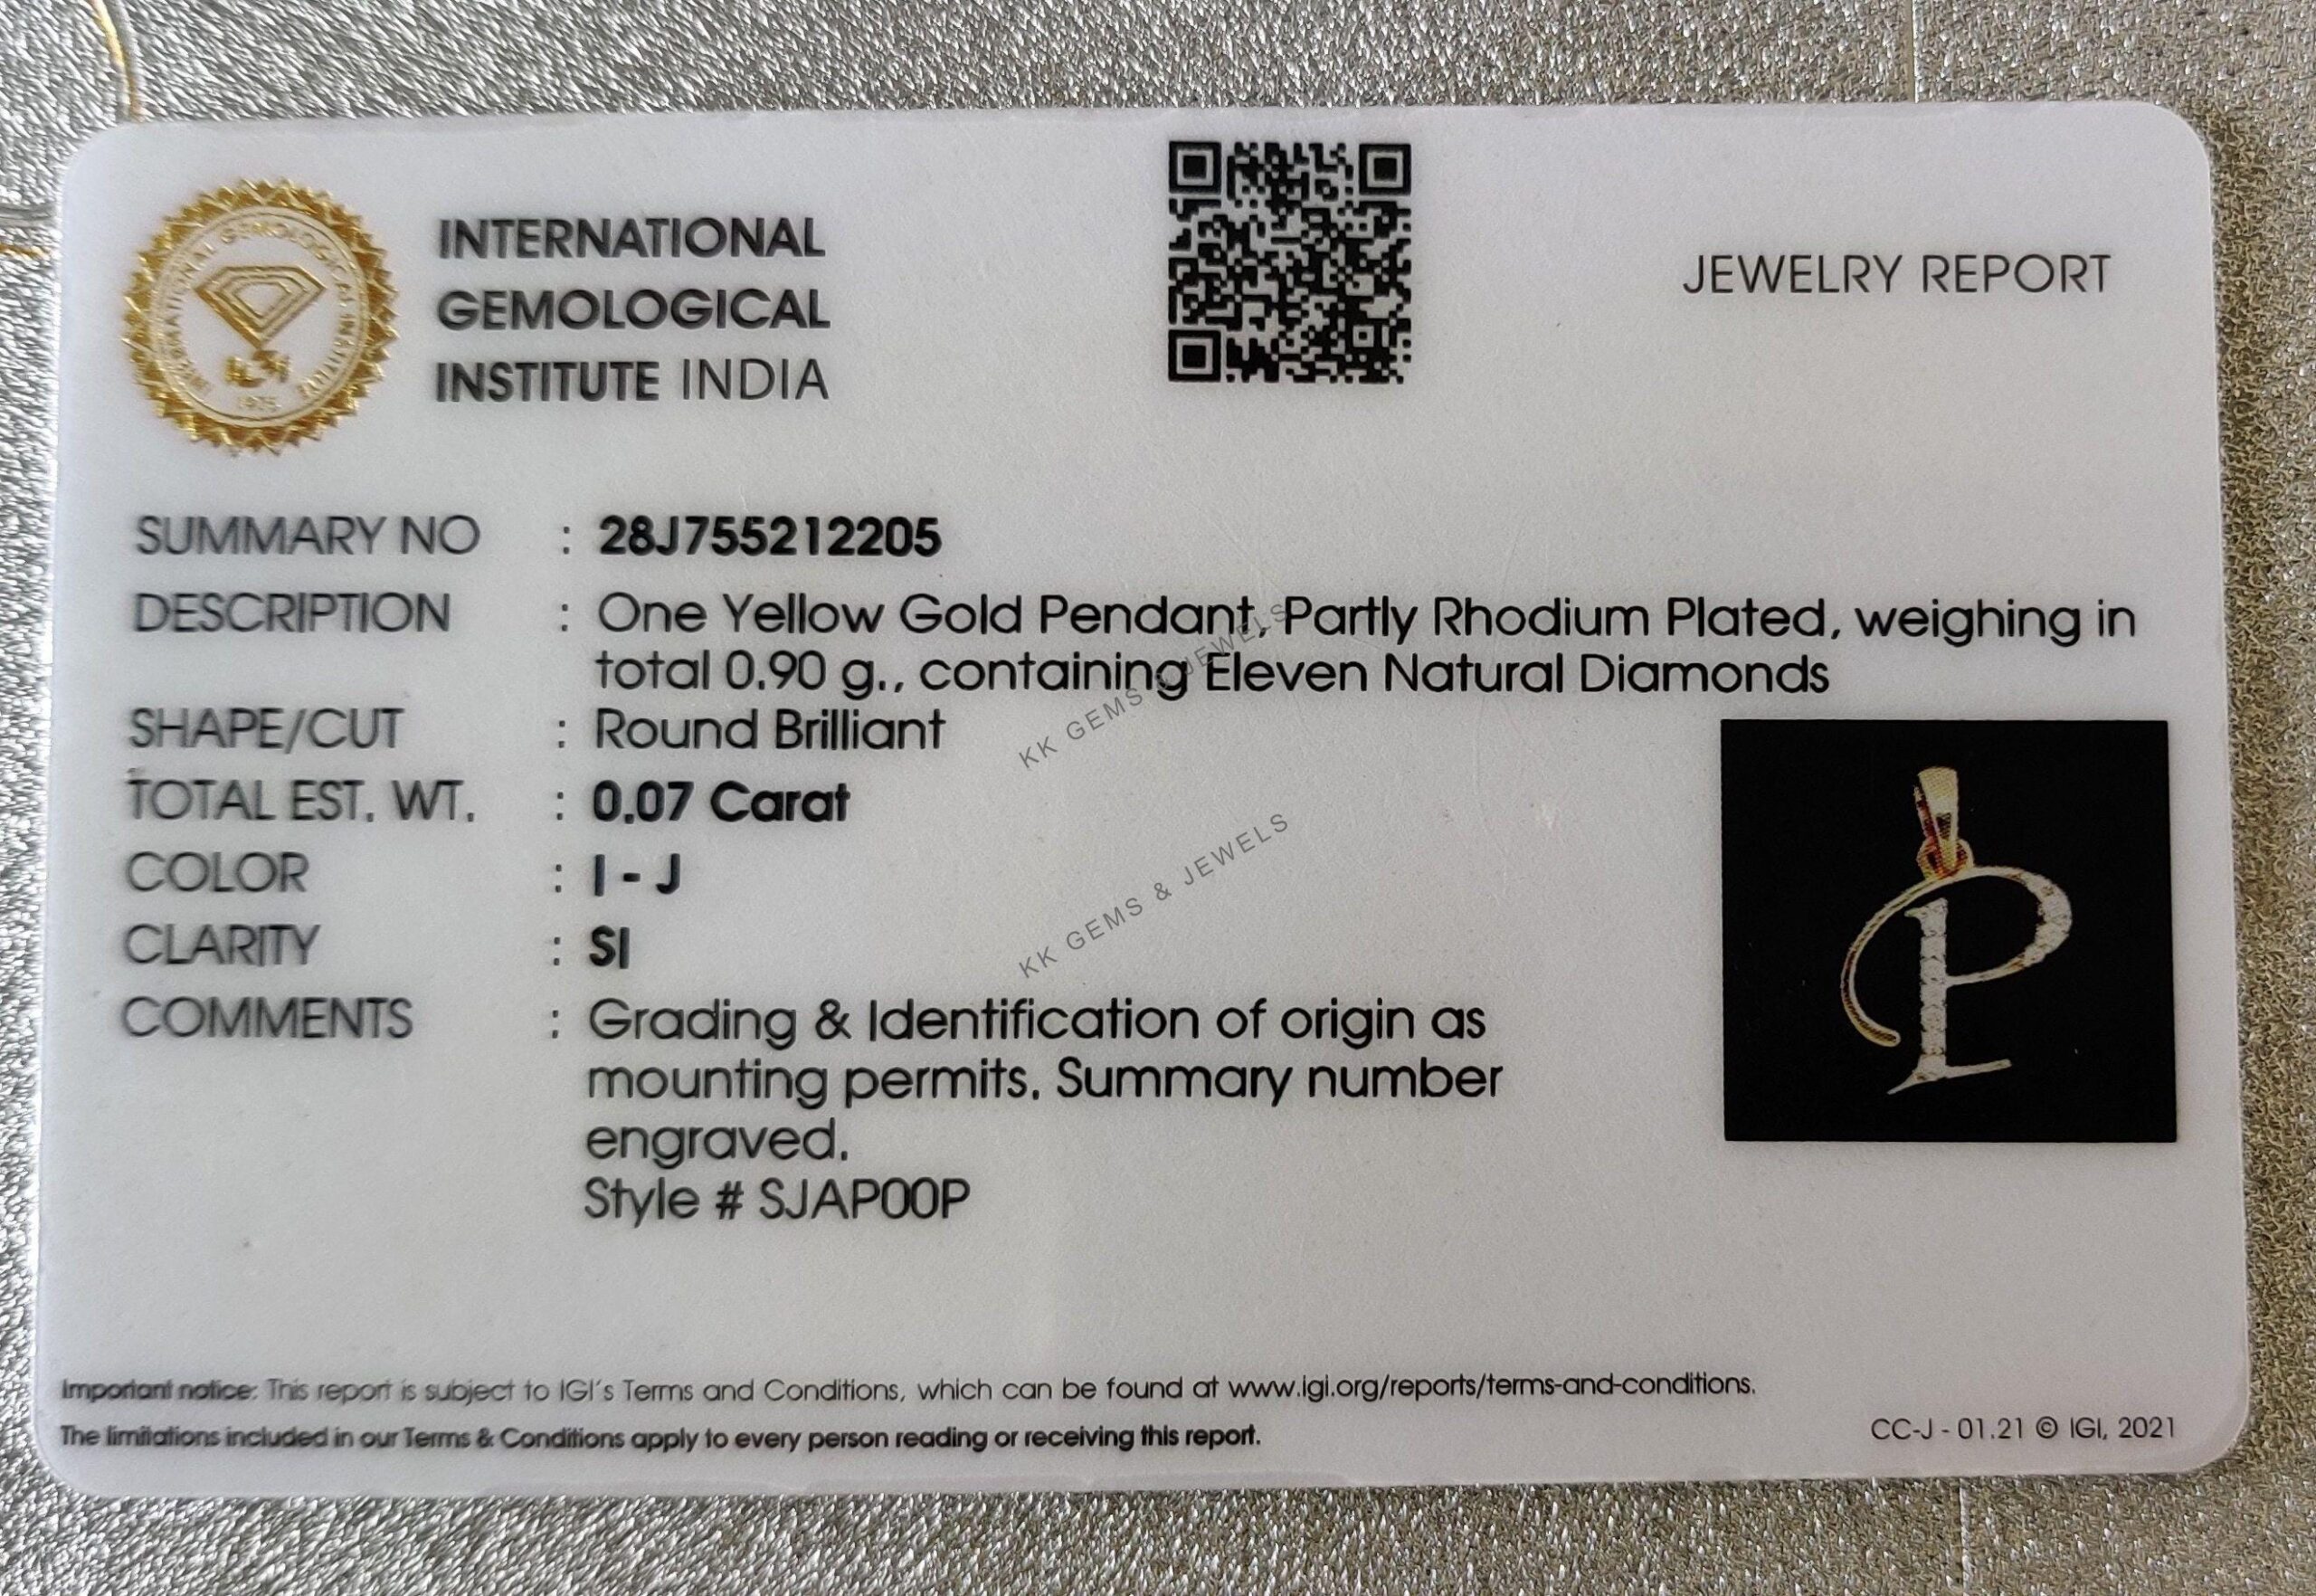 INTERNATIONAL
GEMOLOGICAL
INSTITUTE INDIA
INTERNATIONAL GEMOLOGICAL INSTITUTE
IGI
1975
JEWELRY REPORT
SUMMARY NO : 28J755212205
DESCRIPTION : One Yellow Gold Pendant, Partly Rhodium Plated, weighing in
total 0.90 g., containing Eleven Natural Diamonds
SHAPE/CUT : Round Brilliant
TOTAL EST. WT. : 0.07 Carat
COLOR : I - J
CLARITY : SI
COMMENTS : Grading & Identification of origin as
mounting permits. Summary number
engraved.
Style # SJAP00P
P
KK GEMS & JEWELS
KK GEMS & JEWELS
Important notice: This report is subject to IGI's Terms and Conditions, which can be found at www.igi.org/reports/terms-and-conditions.
The limitations included in our Terms & Conditions apply to every person reading or receiving this report.
CC-J - 01.21 © IGI, 2021